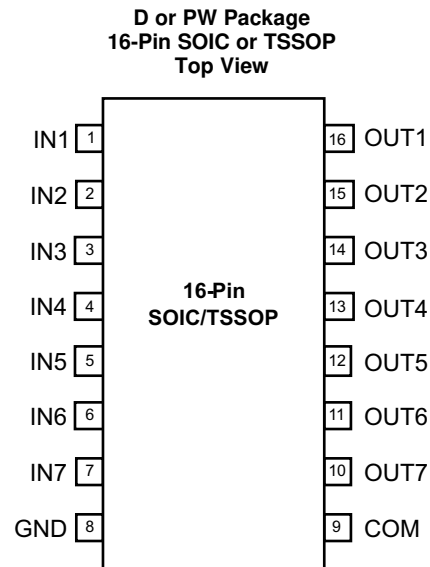 D or PW Package
16-Pin SOIC or TSSOP
Top View
IN1 1 16 OUT1
IN2 2 15 OUT2
IN3 3 14 OUT3
IN4 4 16-Pin 13 OUT4
SOIC/TSSOP
IN5 5 12 OUT5
IN6 6 11 OUT6
IN7 7 10 OUT7
GND 8 9 COM